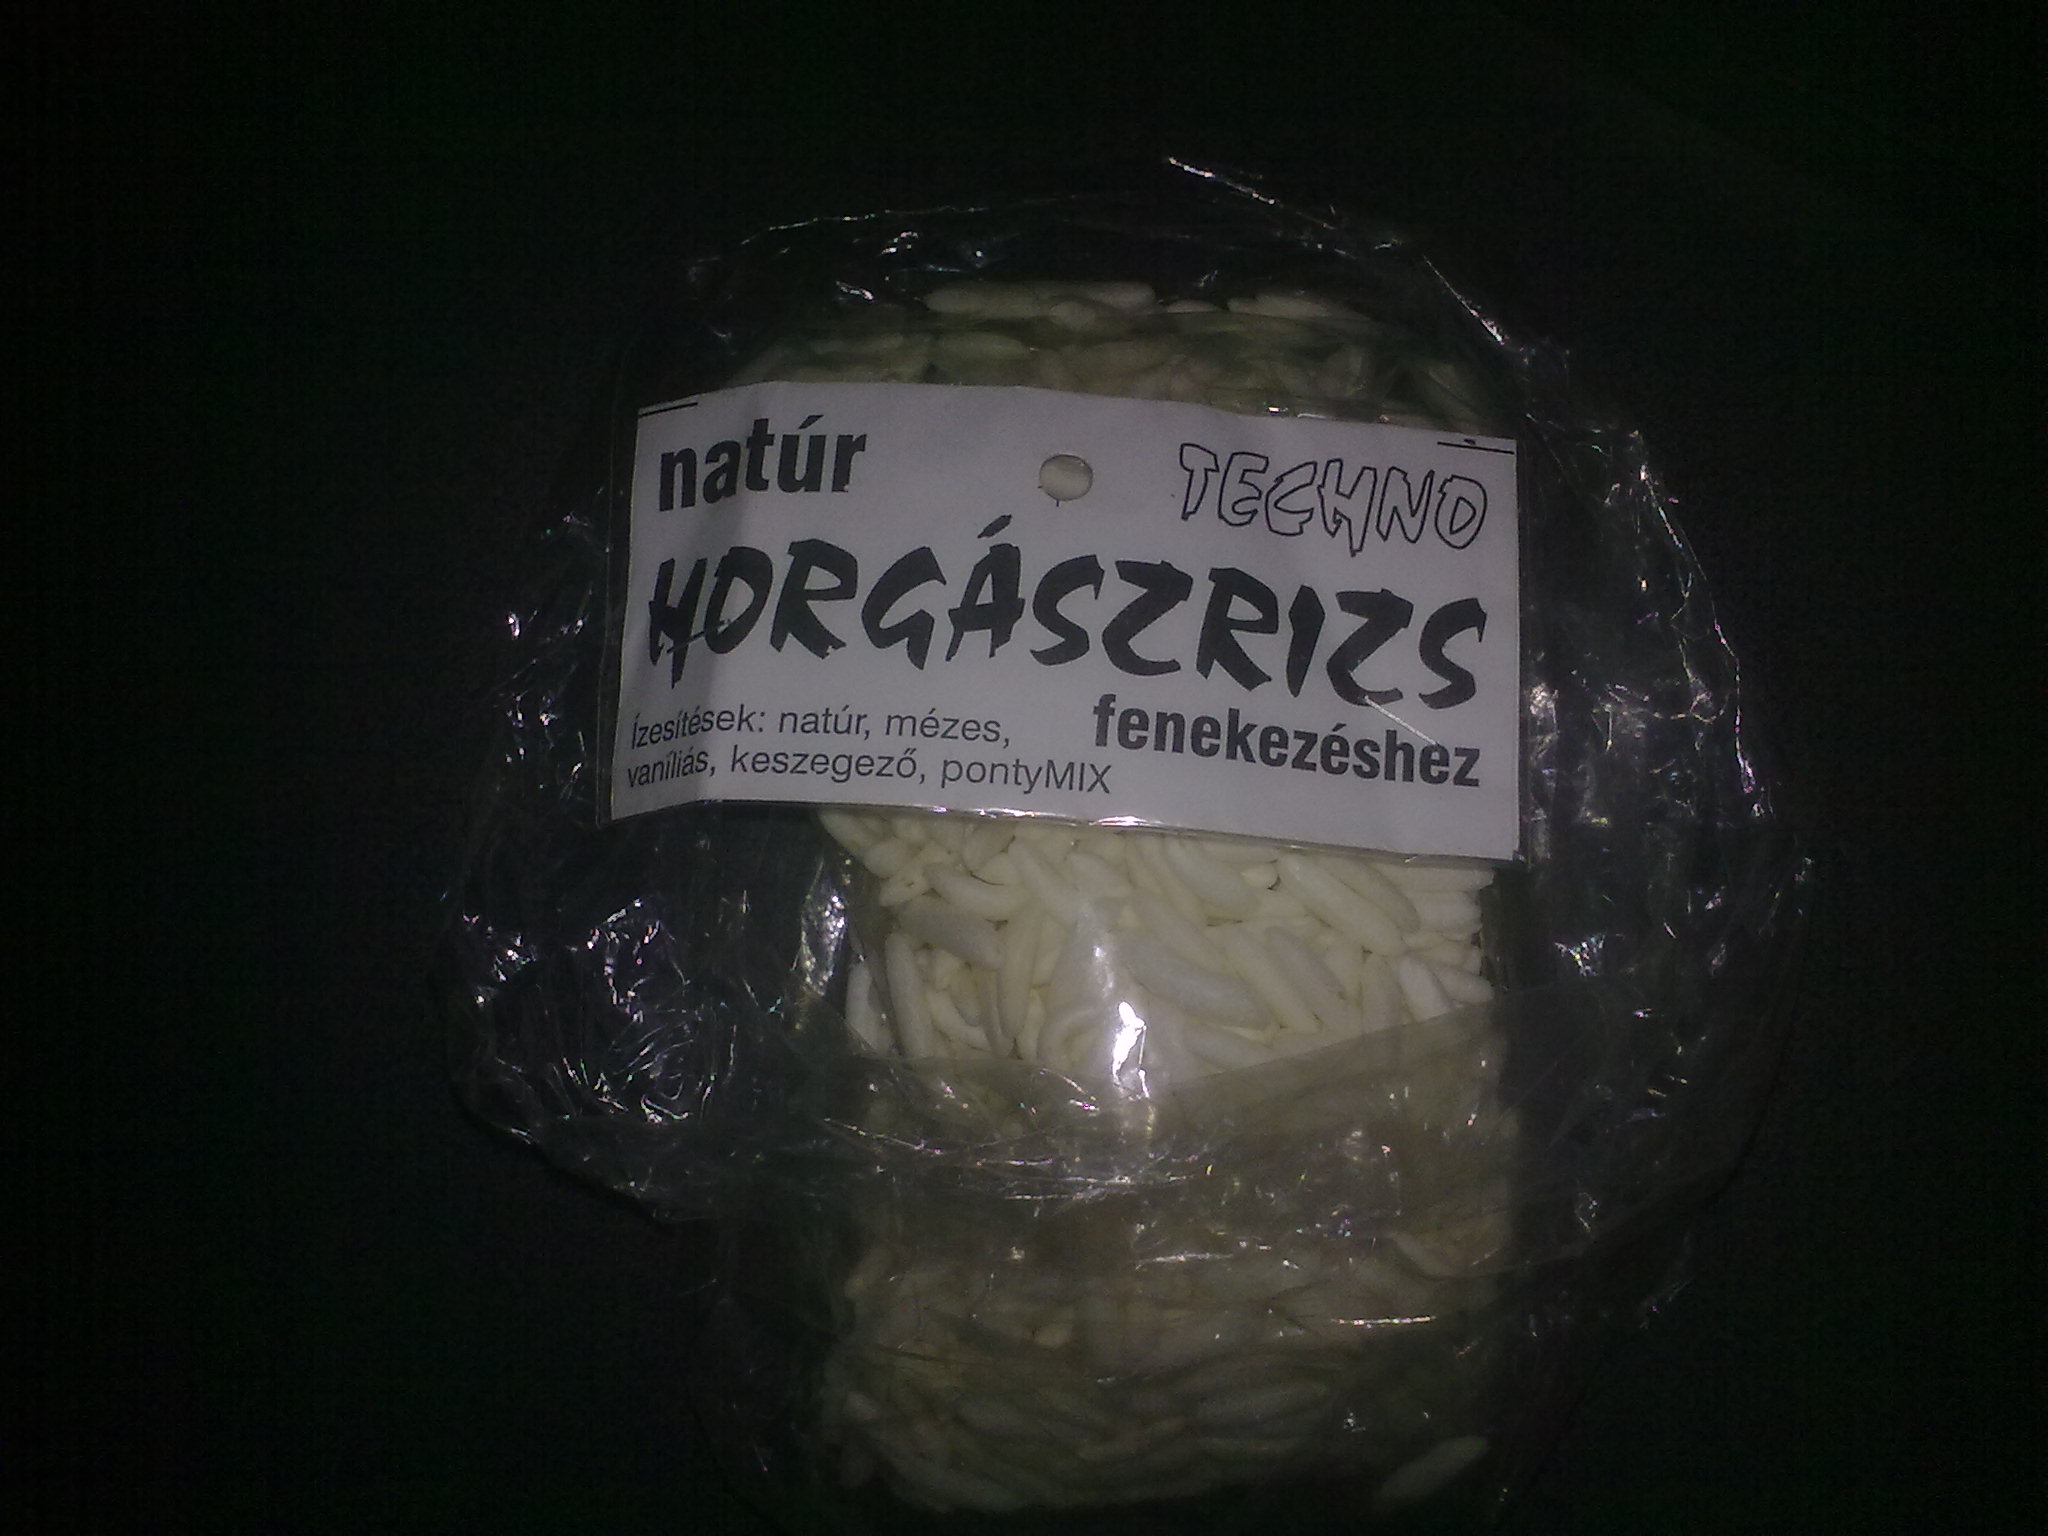 natúr
TECHNO
HORGÁSZRIZS
fenekezéshez
Ízesítések: natúr, mézes,
vaníliás, keszegező, pontyMIX